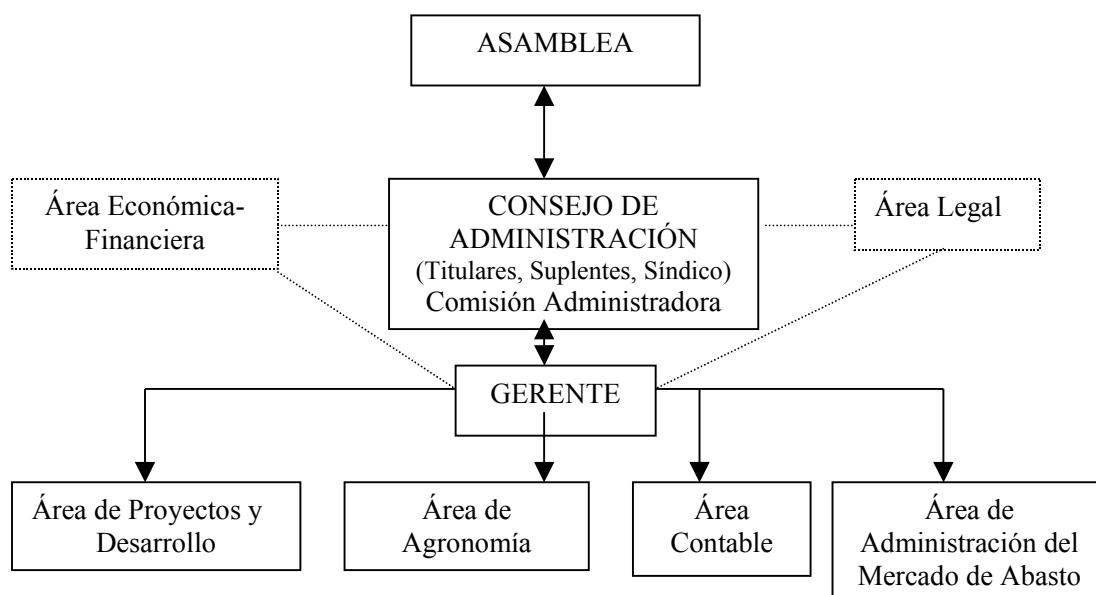 ASAMBLEA
Área Económica-
Financiera
CONSEJO DE
ADMINISTRACIÓN
(Titulares, Suplentes, Síndico)
Comisión Administradora
Área Legal
GERENTE
Área de Proyectos y
Desarrollo
Área de
Agronomía
Área
Contable
Área de
Administración del
Mercado de Abasto